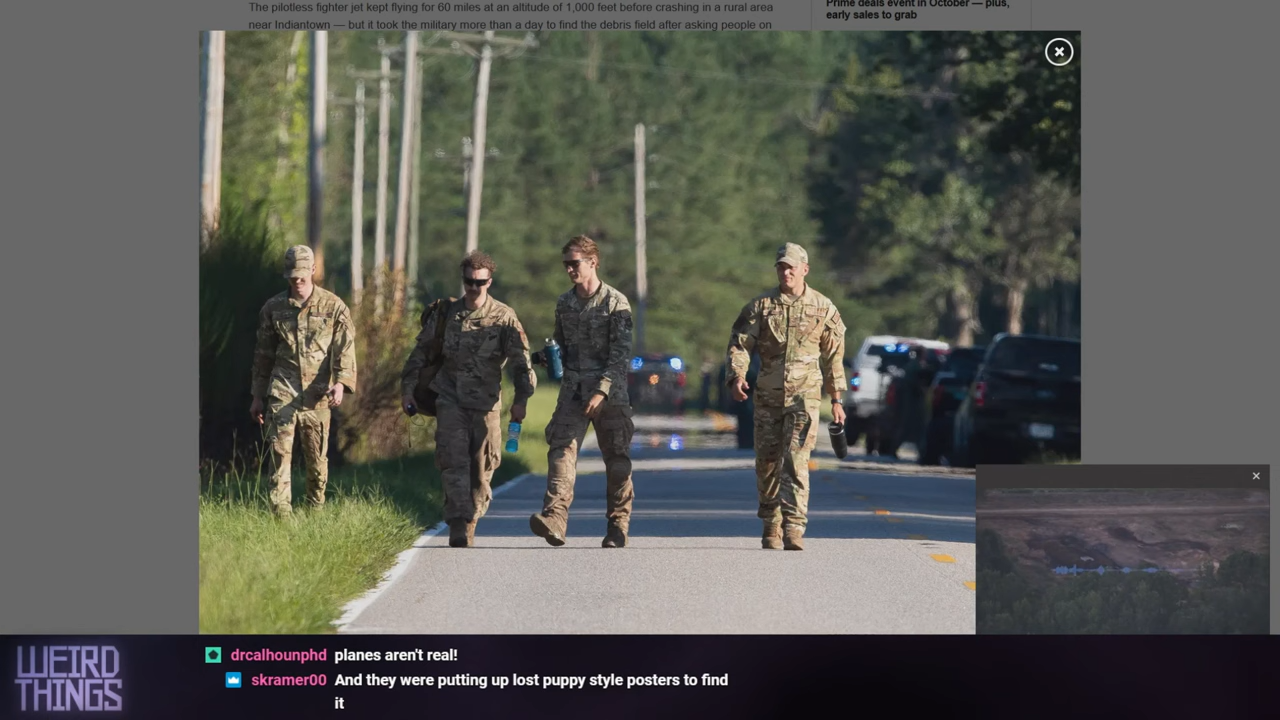 The pilotless fighter jet kept flying for 60 miles at an altitude of 1,000 feet before crashing in a rural area
near Indiantown — but it took the military more than a day to find the debris field after asking people on
Prime deals event in October — plus,
early sales to grab
WEIRD
THINGS
drcalhounphd planes aren't real!
skramer00 And they were putting up lost puppy style posters to find
it